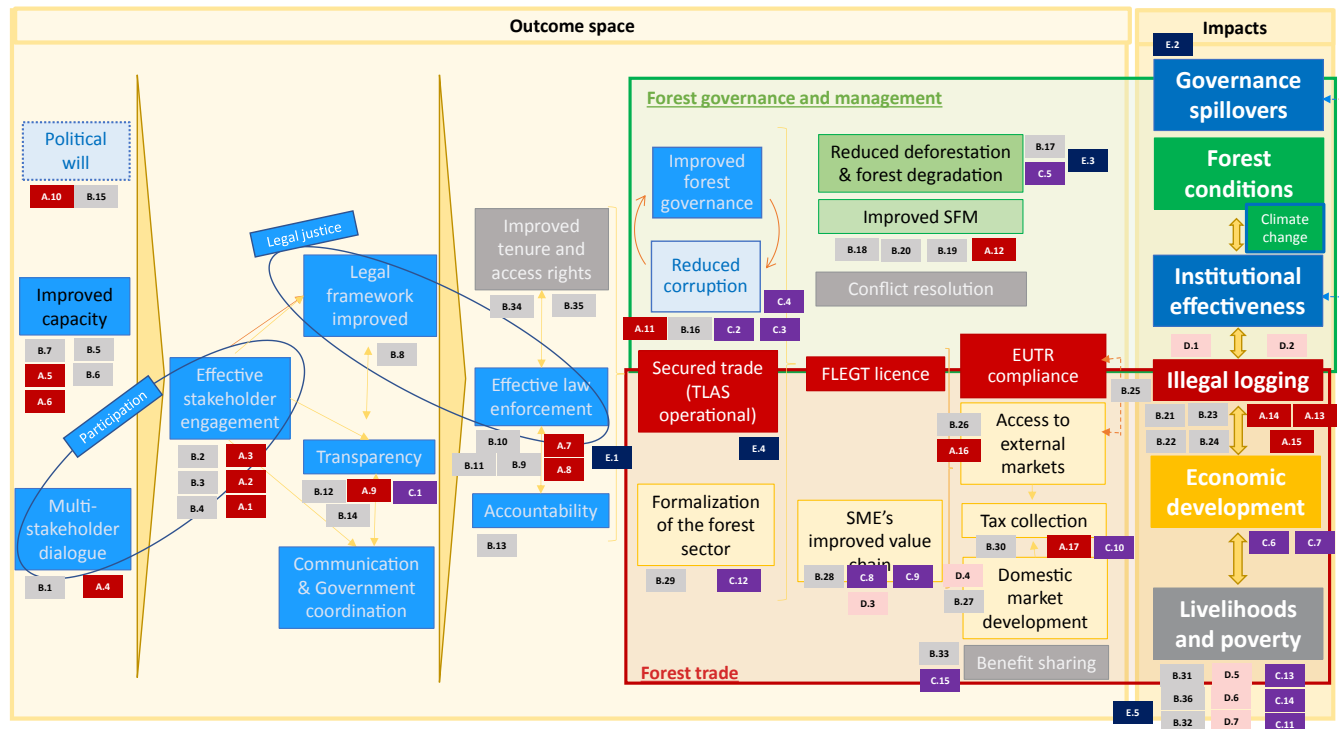 Outcome space
Impacts
E.2
Governance
spillovers
Forest governance and management
Political
will
A.10
B.15
Improved
forest
governance
Reduced deforestation
& forest degradation
B.17
C.5
E.3
Forest
conditions
Improved SFM
B.18
B.20
B.19
A.12
Climate
change
Legal justice
Improved
tenure and
access rights
B.34
B.35
Legal
framework
improved
B.8
Reduced
corruption
C.4
A.11
B.16
C.2
C.3
Conflict resolution
Institutional
effectiveness
D.1
D.2
Improved
capacity
B.7
B.5
A.5
B.6
A.6
Participation
Effective
stakeholder
engagement
B.2
A.3
B.3
A.2
B.4
A.1
Effective law
enforcement
B.10
A.7
B.11
B.9
A.8
E.1
Secured trade
(TLAS
operational)
E.4
FLEGT licence
EUTR
compliance
B.25
Illegal logging
B.21
B.23
A.14
A.13
B.22
B.24
A.15
B.26
A.16
Access to
external
markets
Transparency
B.12
A.9
C.1
B.14
Multi-
stakeholder
dialogue
B.1
A.4
Accountability
B.13
Communication
& Government
coordination
Formalization
of the forest
sector
B.29
C.12
SME's
improved value
chain
B.28
C.8
C.9
D.3
Tax collection
B.30
A.17
C.10
D.4
B.27
Domestic
market
development
Economic
development
C.6
C.7
Livelihoods
and poverty
B.33
C.15
Benefit sharing
Forest trade
B.31
D.5
C.13
B.36
D.6
C.14
E.5
B.32
D.7
C.11